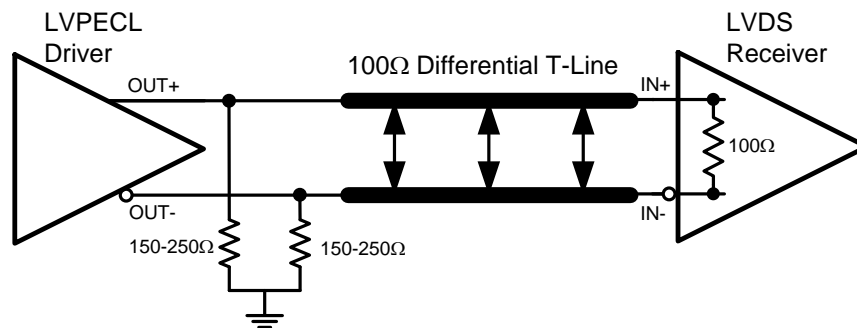 LVPECL
Driver
LVDS
Receiver
OUT+
100Ω Differential T-Line
IN+
100Ω
OUT-
IN-
150-250Ω
150-250Ω